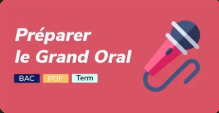 Préparer
le Grand Oral
BAC PDF Term